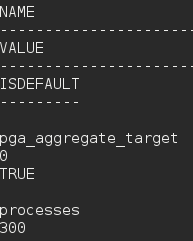 NAME
--------------------
VALUE
--------------------
ISDEFAULT
---------
pga_aggregate_target
0
TRUE
processes
300